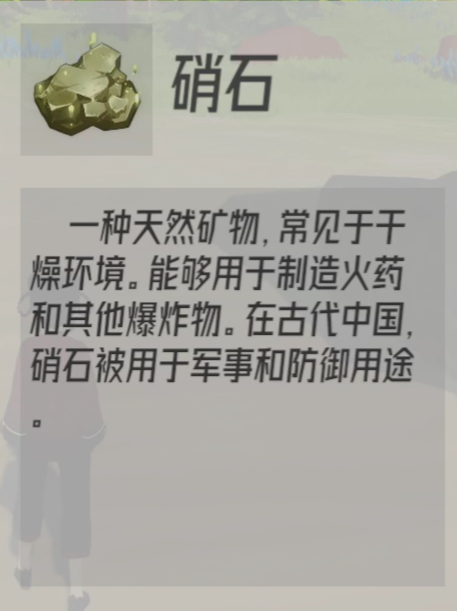 硝石
一种天然矿物，常见于干
燥环境。能够用于制造火药
和其他爆炸物。在古代中国，
硝石被用于军事和防御用途
。